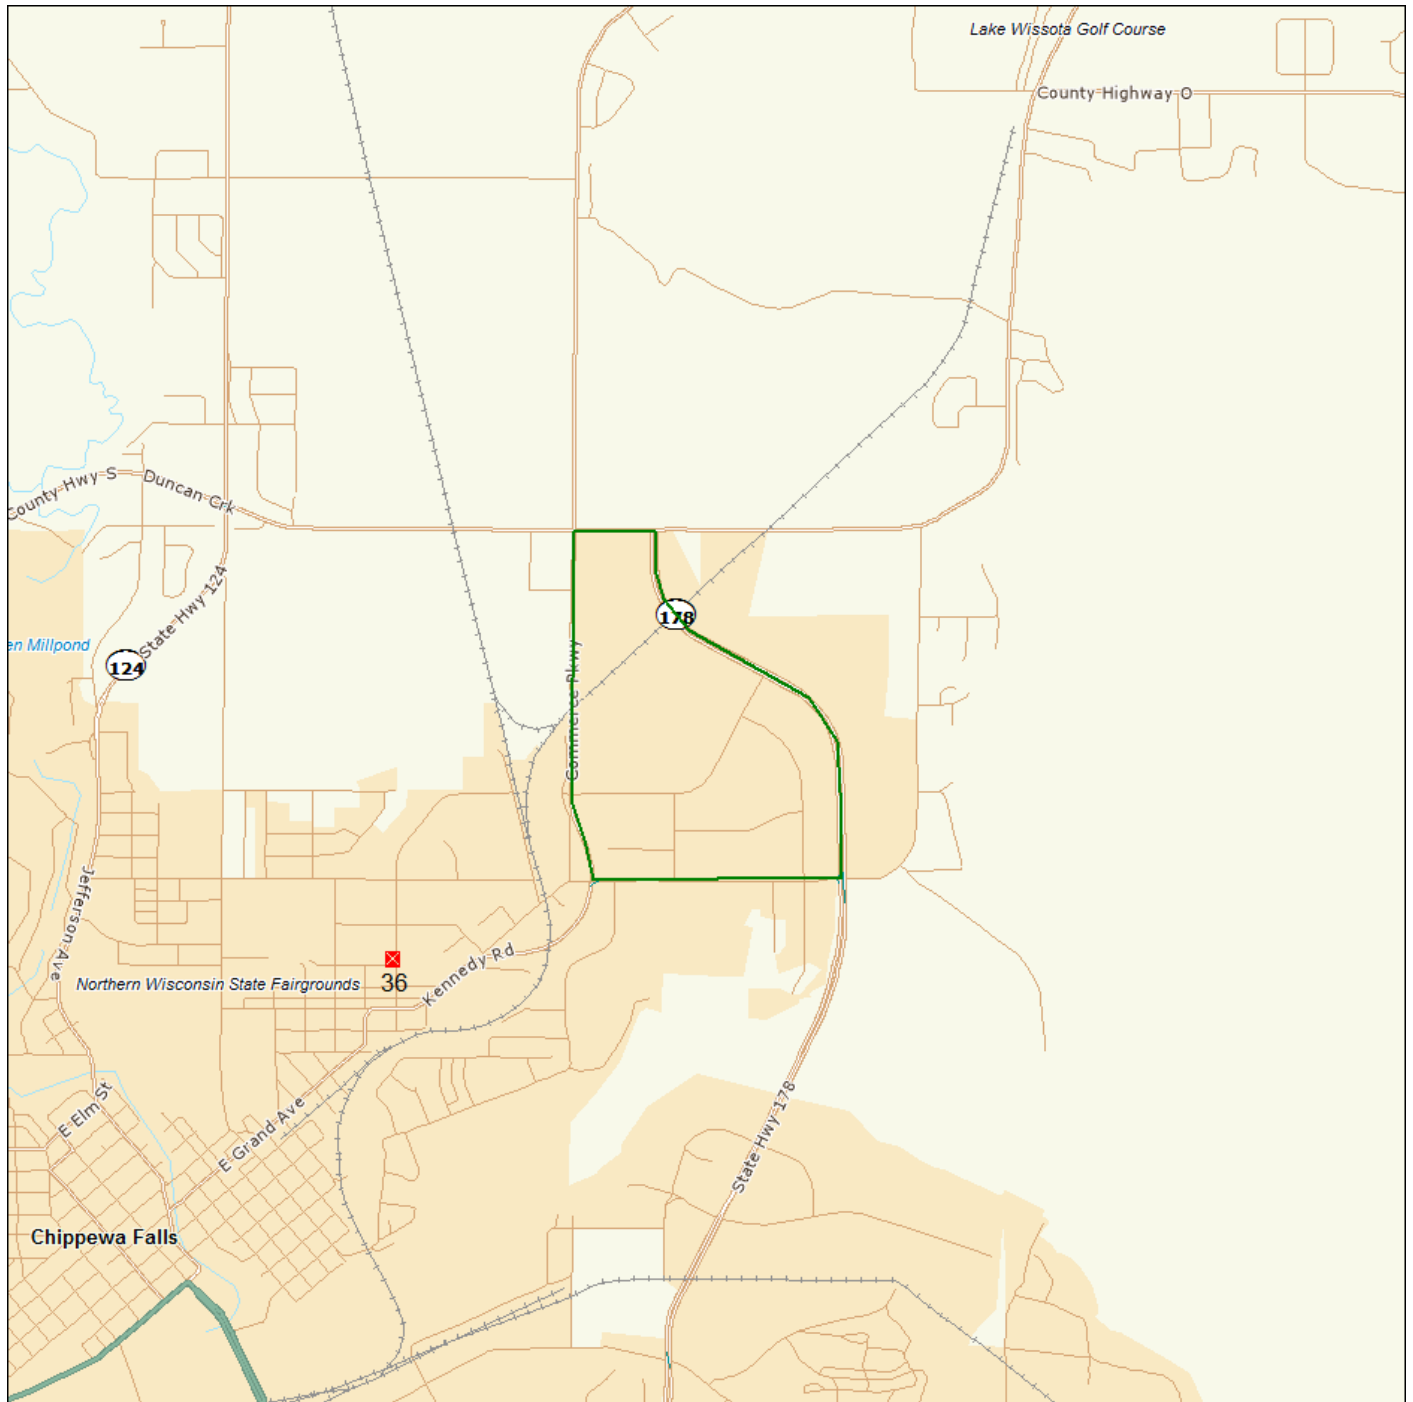 Lake Wissota Golf Course
County Highway O
County Hwy S
Duncan Crk
State Hwy 124
178
en Millpond
124
Commerce Pkwy
Jefferson Ave
Kennedy Rd
Northern Wisconsin State Fairgrounds
36
E Elm St
E Grand Ave
State Hwy 178
Chippewa Falls